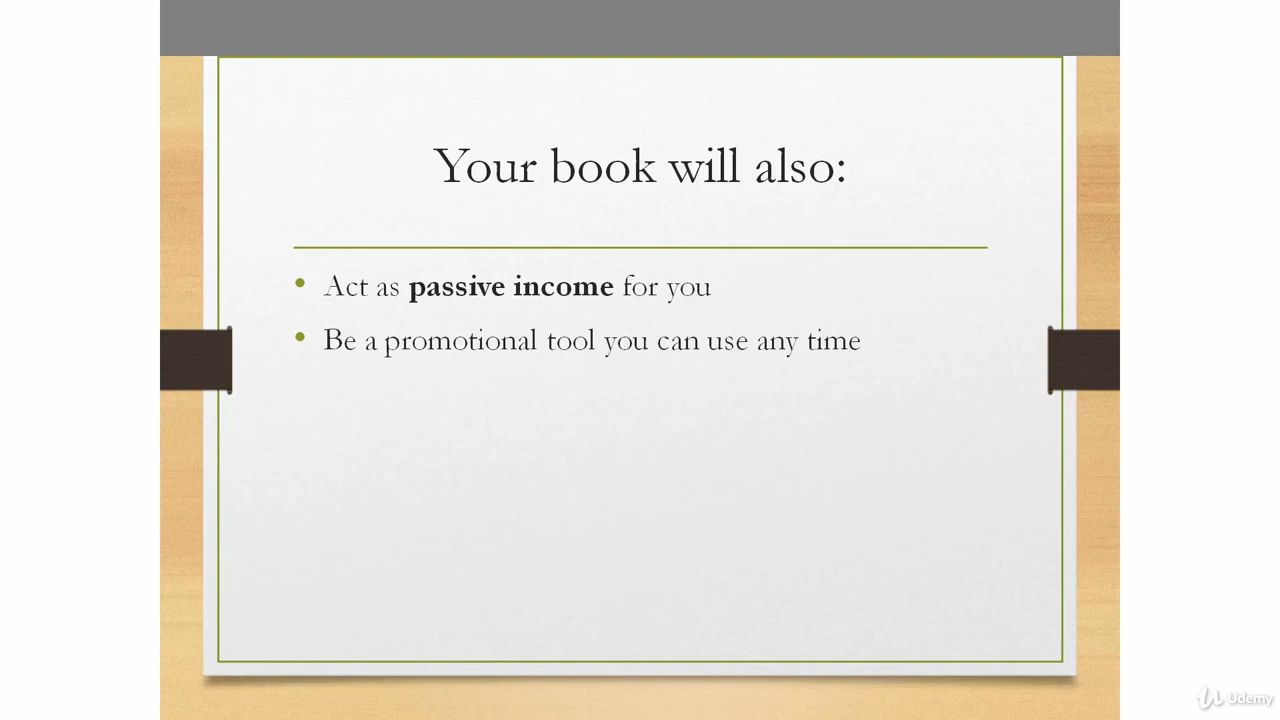 Your book will also:
• Act as passive income for you
• Be a promotional tool you can use any time
Udemy